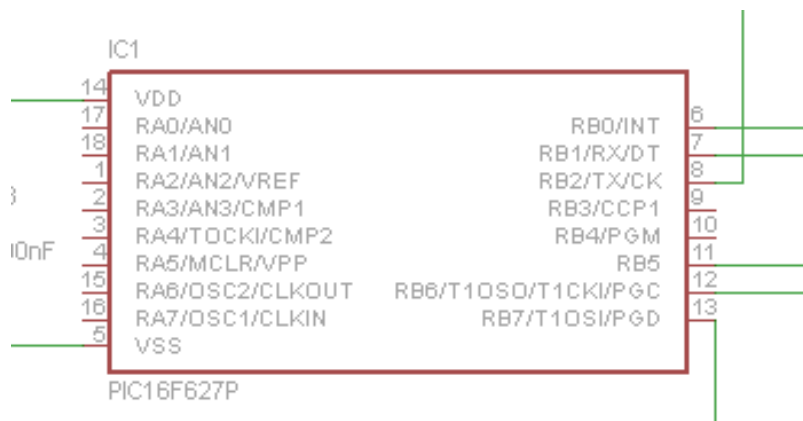 IC1
14 VDD
17 RA0/AN0
18 RA1/AN1
1 RA2/AN2/VREF
2 RA3/AN3/CMP1
3 RA4/TOCKI/CMP2
4 RA5/MCLR/VPP
15 RA6/OSC2/CLKOUT
16 RA7/OSC1/CLKIN
5 VSS
RB0/INT 6
RB1/RX/DT 7
RB2/TX/CK 8
RB3/CCP1 9
RB4/PGM 10
RB5 11
RB6/T1OSO/T1CKI/PGC 12
RB7/T1OSI/PGD 13
PIC16F627P